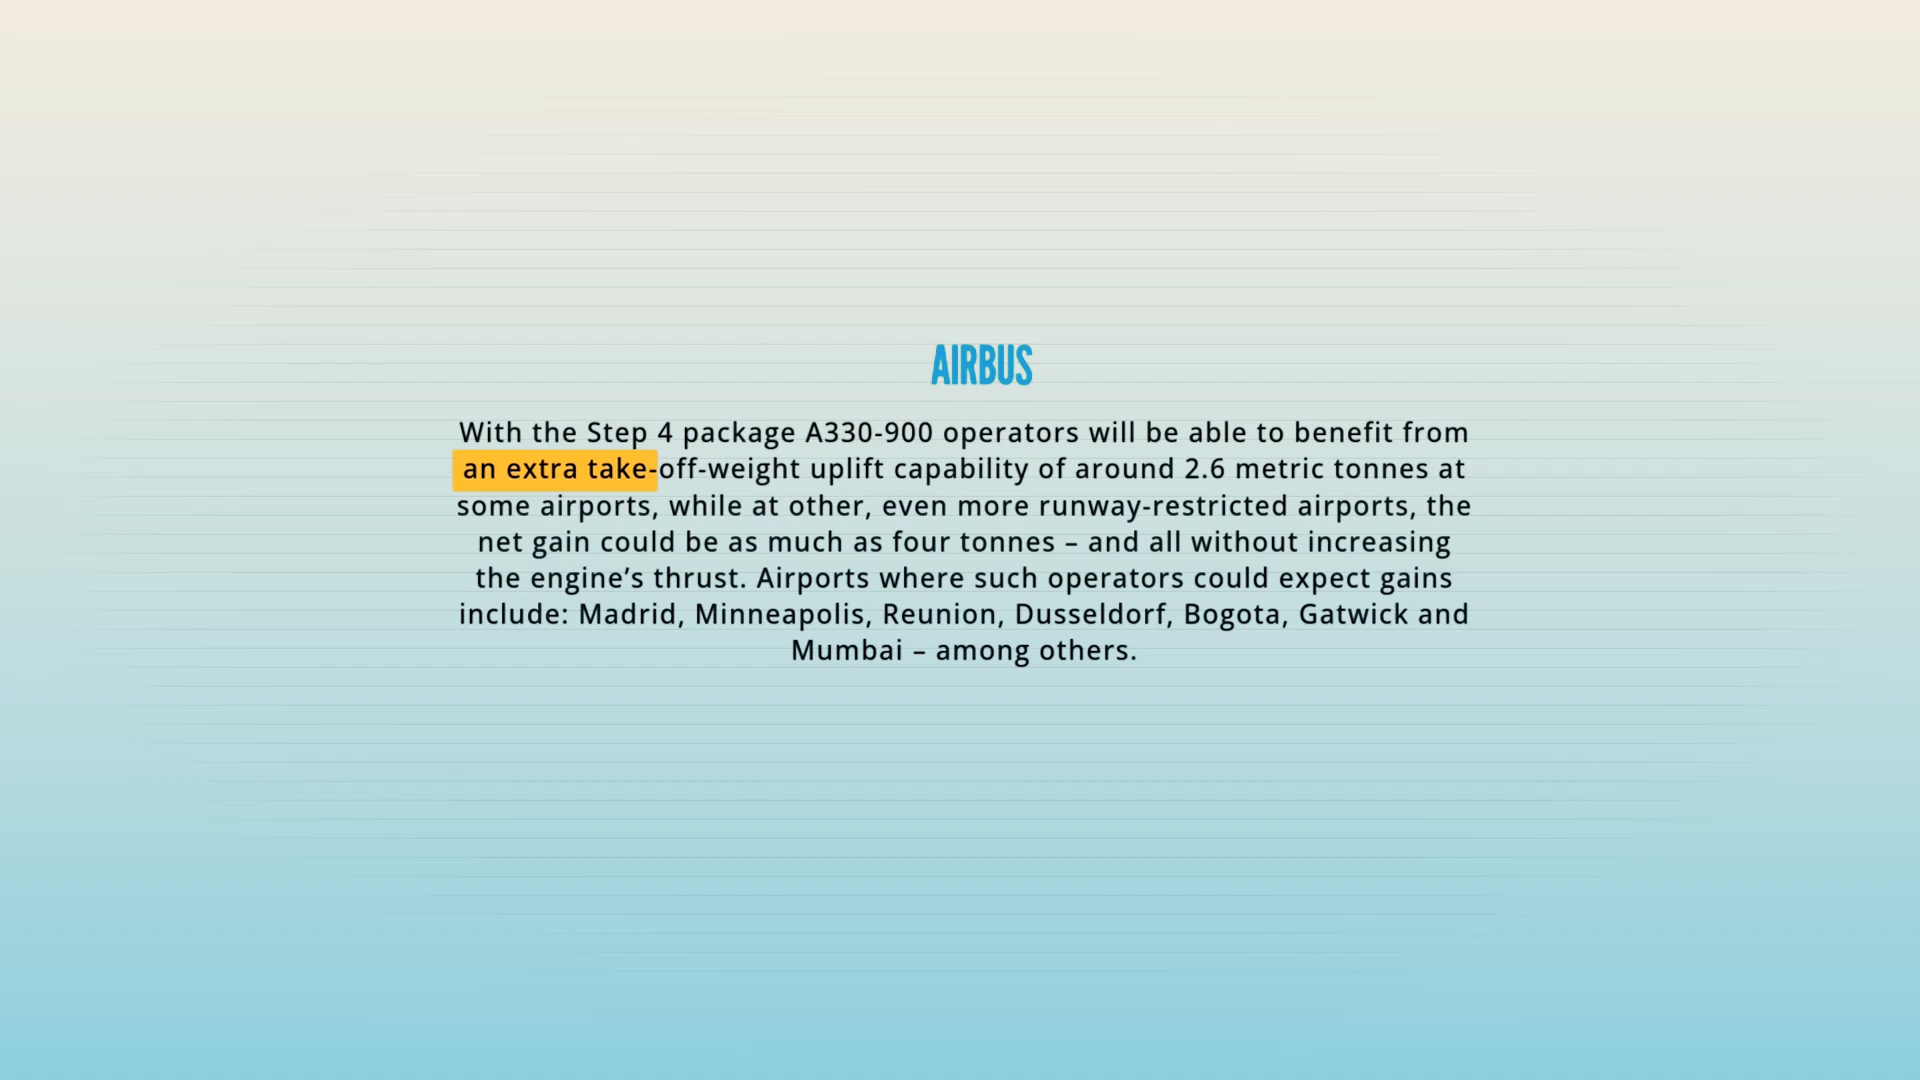 AIRBUS
With the Step 4 package A330-900 operators will be able to benefit from
an extra take-off-weight uplift capability of around 2.6 metric tonnes at
some airports, while at other, even more runway-restricted airports, the
net gain could be as much as four tonnes – and all without increasing
the engine’s thrust. Airports where such operators could expect gains
include: Madrid, Minneapolis, Reunion, Dusseldorf, Bogota, Gatwick and
Mumbai – among others.